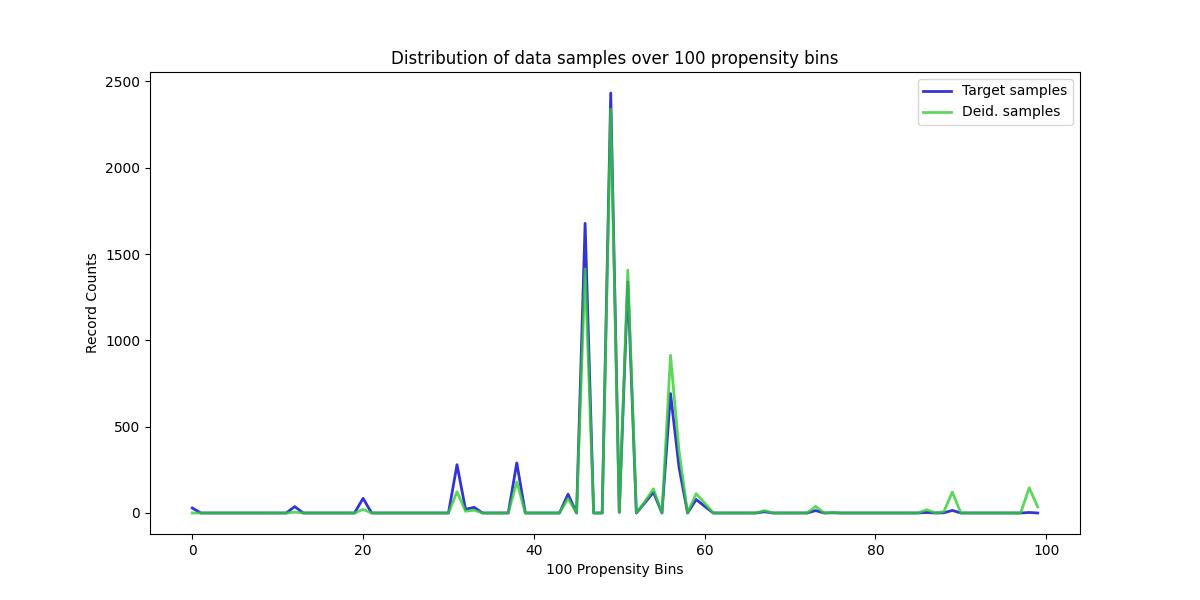 Distribution of data samples over 100 propensity bins
Target samples
Deid. samples
Record Counts
2500
2000
1500
1000
500
0
0 20 40 60 80 100
100 Propensity Bins